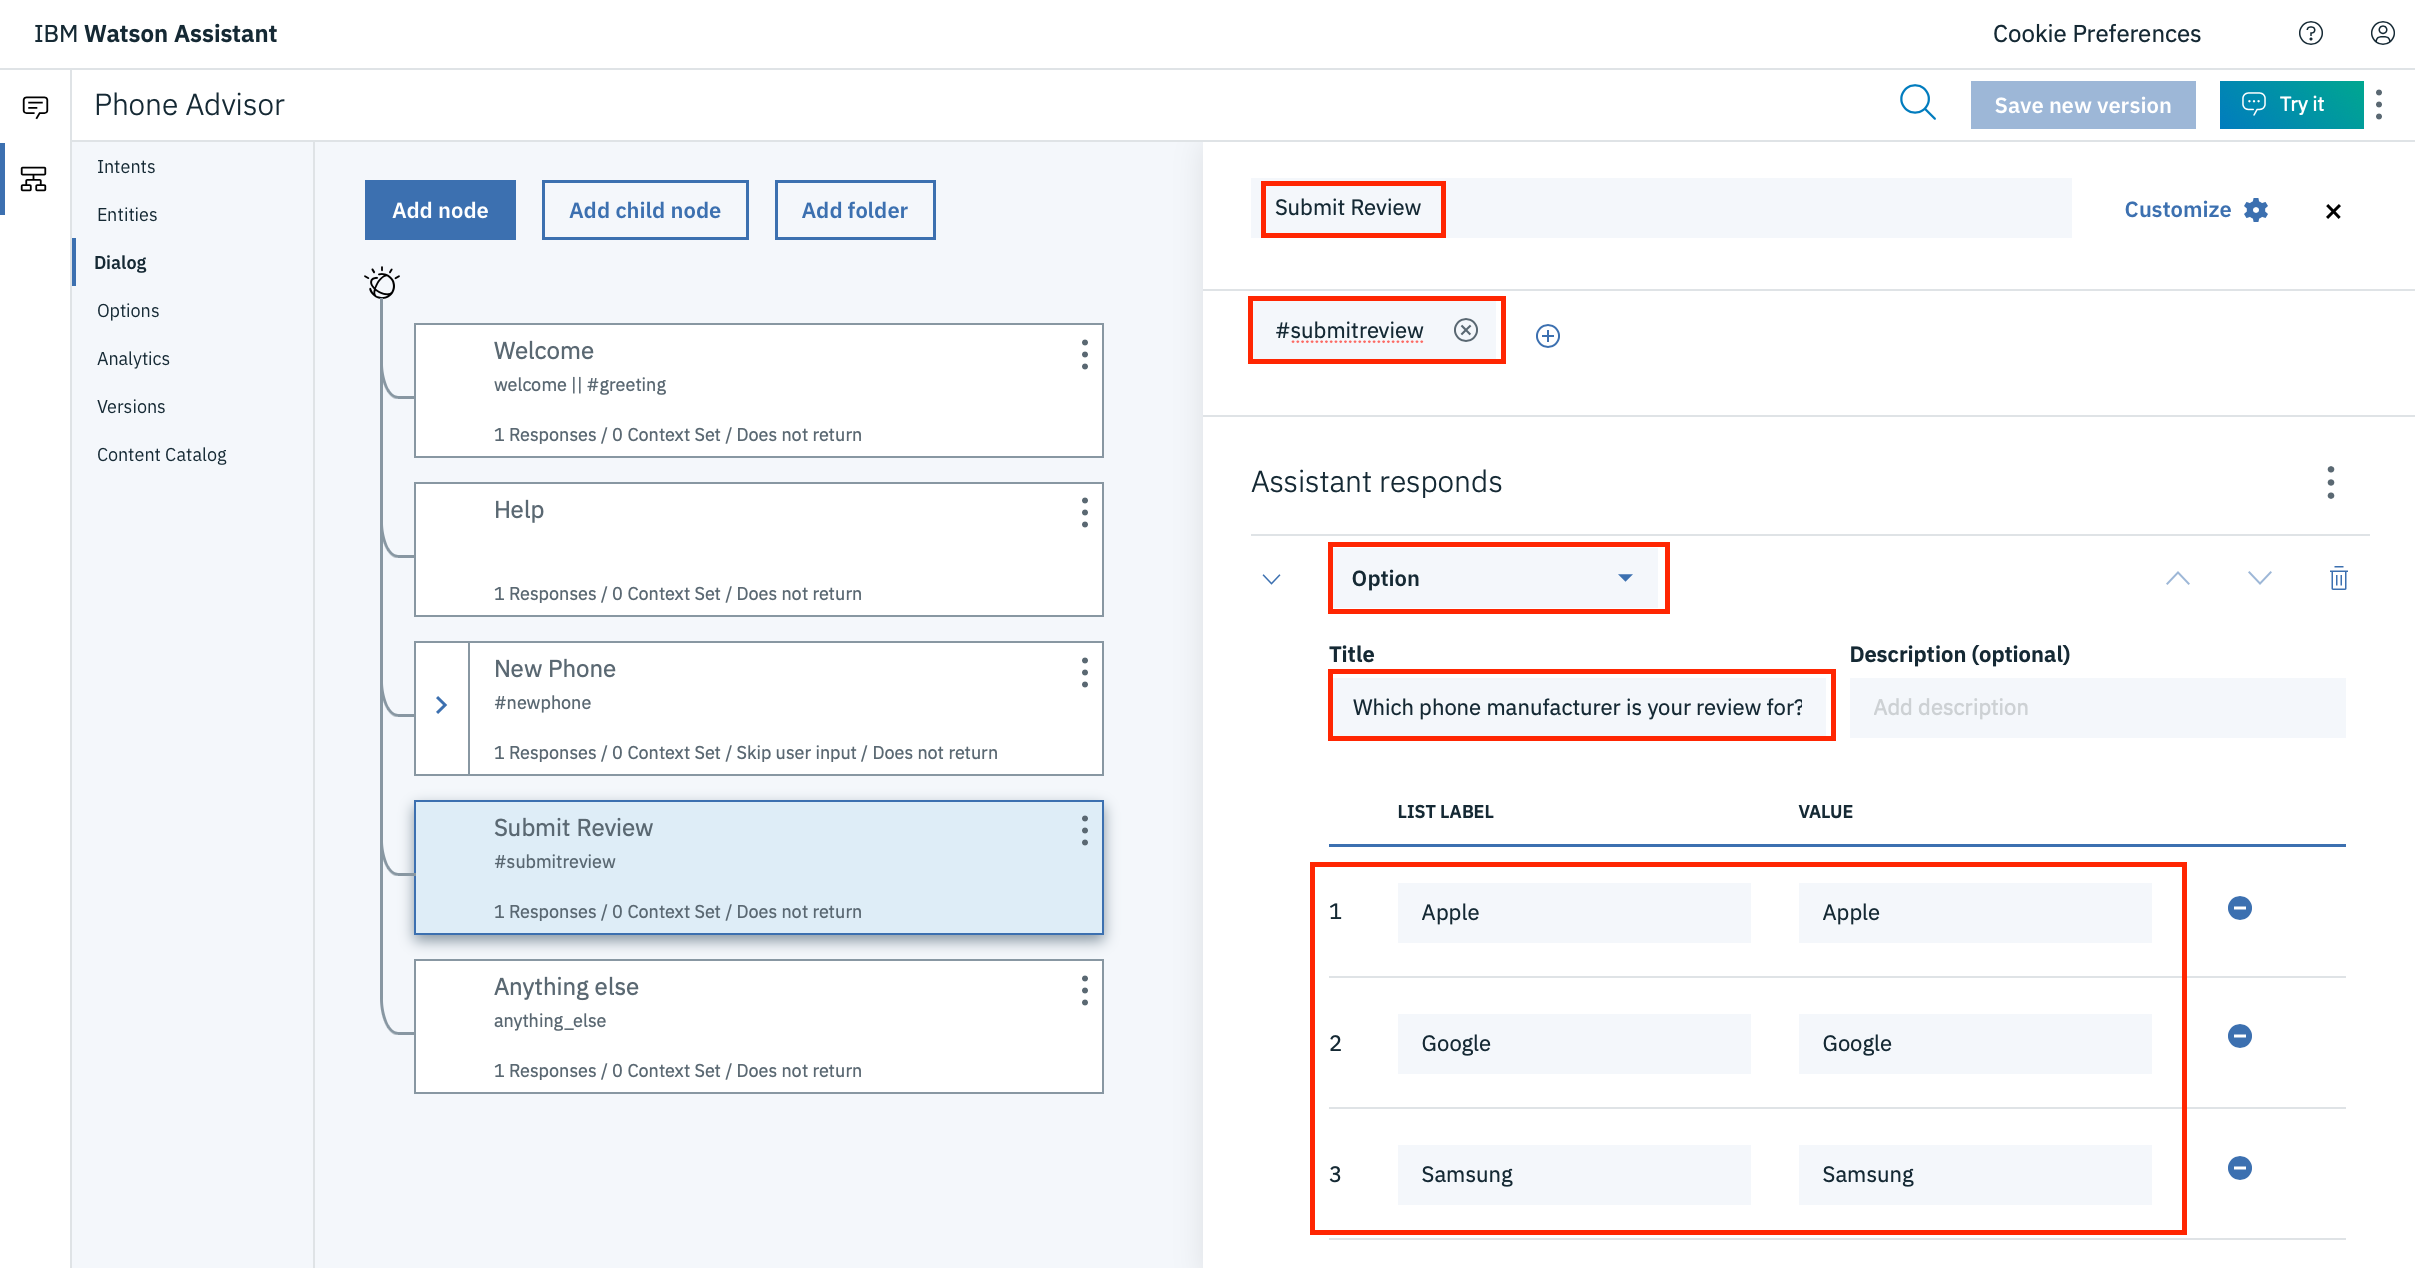 IBM Watson Assistant
Cookie Preferences
Phone Advisor
Save new version
Try it
Intents
Entities
Dialog
Options
Analytics
Versions
Content Catalog
Add node
Add child node
Add folder
Welcome
welcome || #greeting
1 Responses / 0 Context Set / Does not return
Help
1 Responses / 0 Context Set / Does not return
New Phone
#newphone
1 Responses / 0 Context Set / Skip user input / Does not return
Submit Review
#submitreview
1 Responses / 0 Context Set / Does not return
Anything else
anything_else
1 Responses / 0 Context Set / Does not return
Submit Review
Customize
#submitreview
Assistant responds
Option
Title
Description (optional)
Which phone manufacturer is your review for?
Add description
LIST LABEL
VALUE
1 Apple Apple
2 Google Google
3 Samsung Samsung